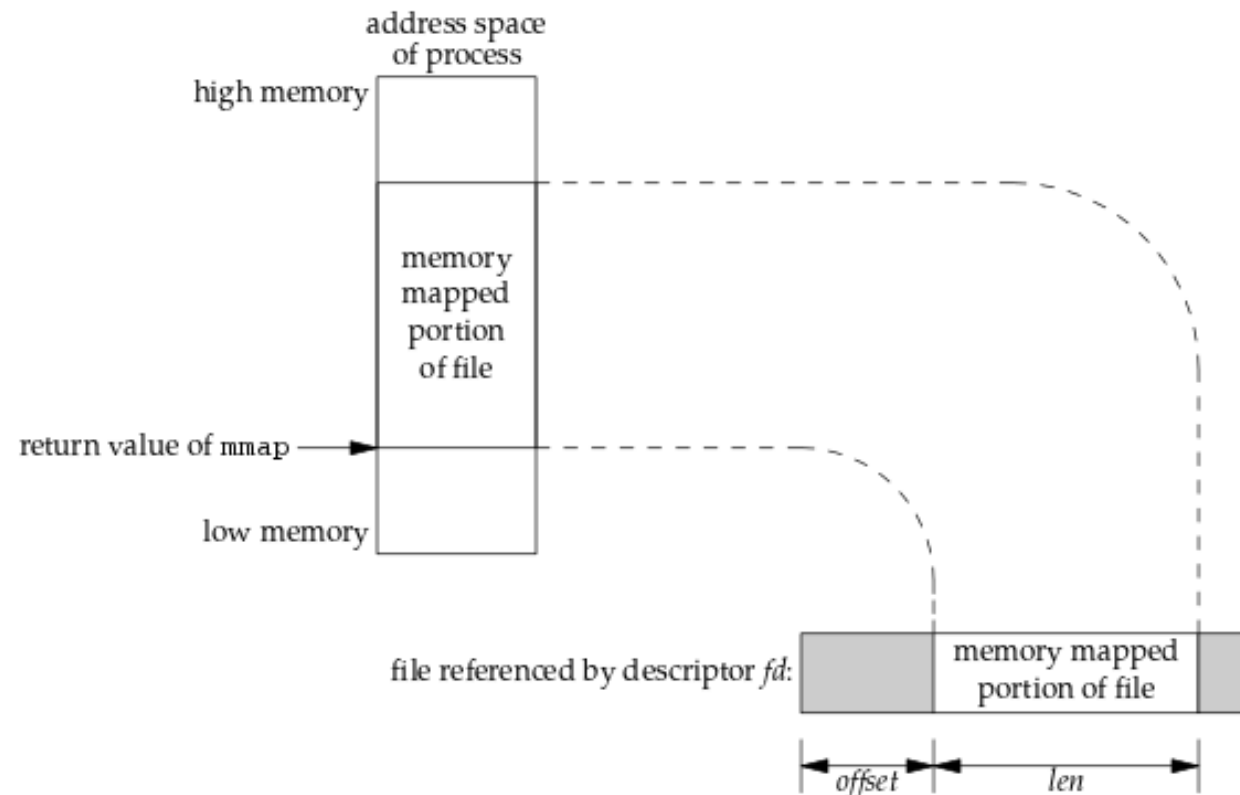 address space
of process
high memory
memory
mapped
portion
of file
return value of mmap
low memory
file referenced by descriptor fd:
memory mapped
portion of file
offset
len